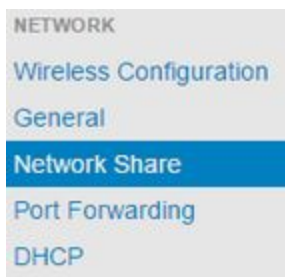 NETWORK
Wireless Configuration
General
Network Share
Port Forwarding
DHCP